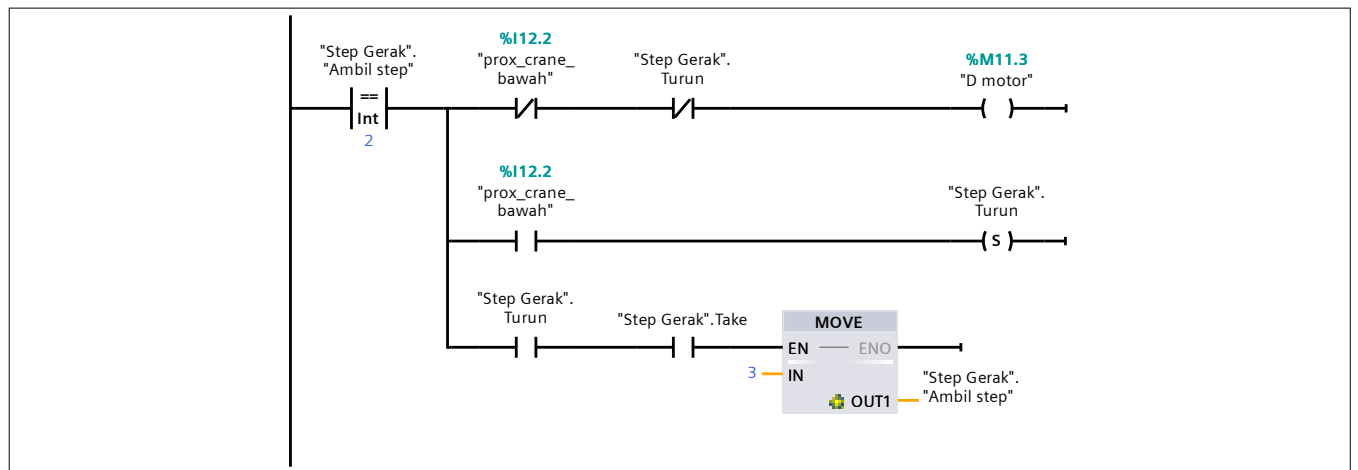 "Step Gerak".
"Ambil step"
==
Int
2
%I12.2
"prox_crane_
bawah"
"Step Gerak".
Turun
%M11.3
"D motor"
%I12.2
"prox_crane_
bawah"
"Step Gerak".
Turun
S
"Step Gerak".
Turun
"Step Gerak".Take
MOVE
EN
ENO
3
IN
OUT1
"Step Gerak".
"Ambil step"